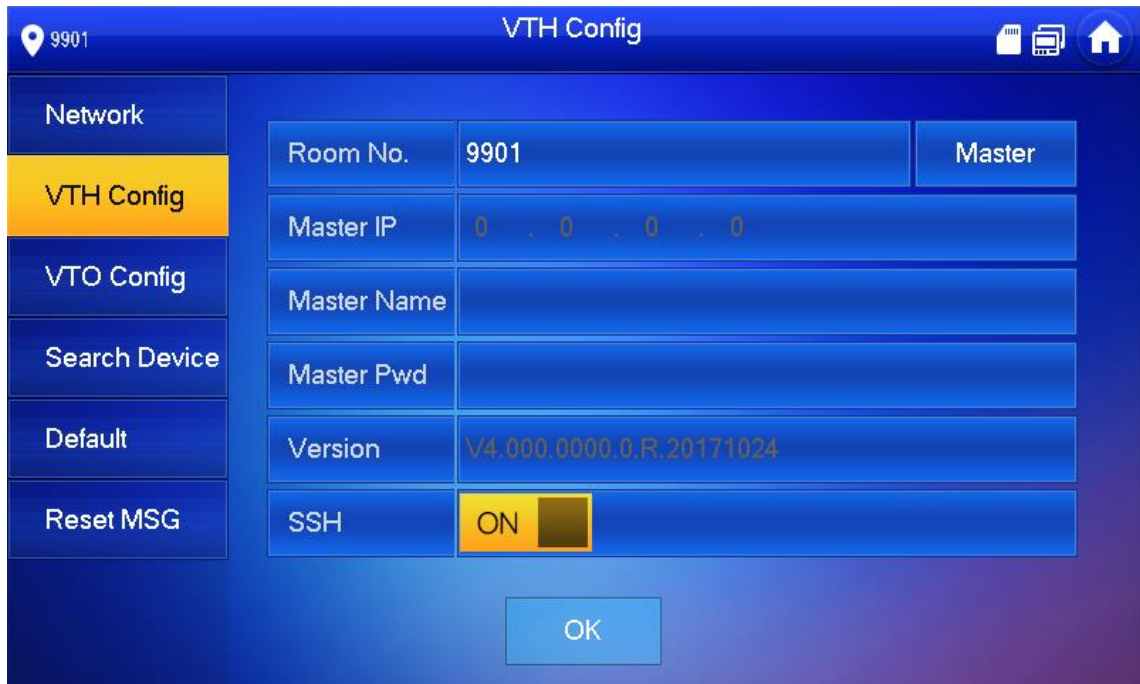 9901
VTH Config
Network
VTH Config
VTO Config
Search Device
Default
Reset MSG
Room No. 9901 Master
Master IP 0 . 0 . 0 . 0
Master Name
Master Pwd
Version V4.000.0000.0.R.20171024
SSH ON
OK